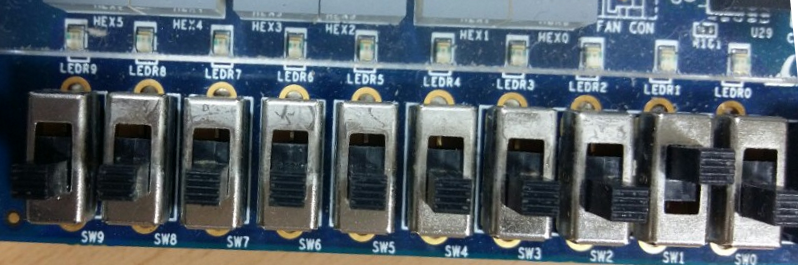 HEX5 HEX4 HEX3 HEX2 HEX1 HEX0 FAN CON
R161 U29
LEDR9 LEDR8 LEDR7 LEDR6 LEDR5 LEDR4 LEDR3 LEDR2 LEDR1 LEDR0
SW9 SW8 SW7 SW6 SW5 SW4 SW3 SW2 SW1 SW0